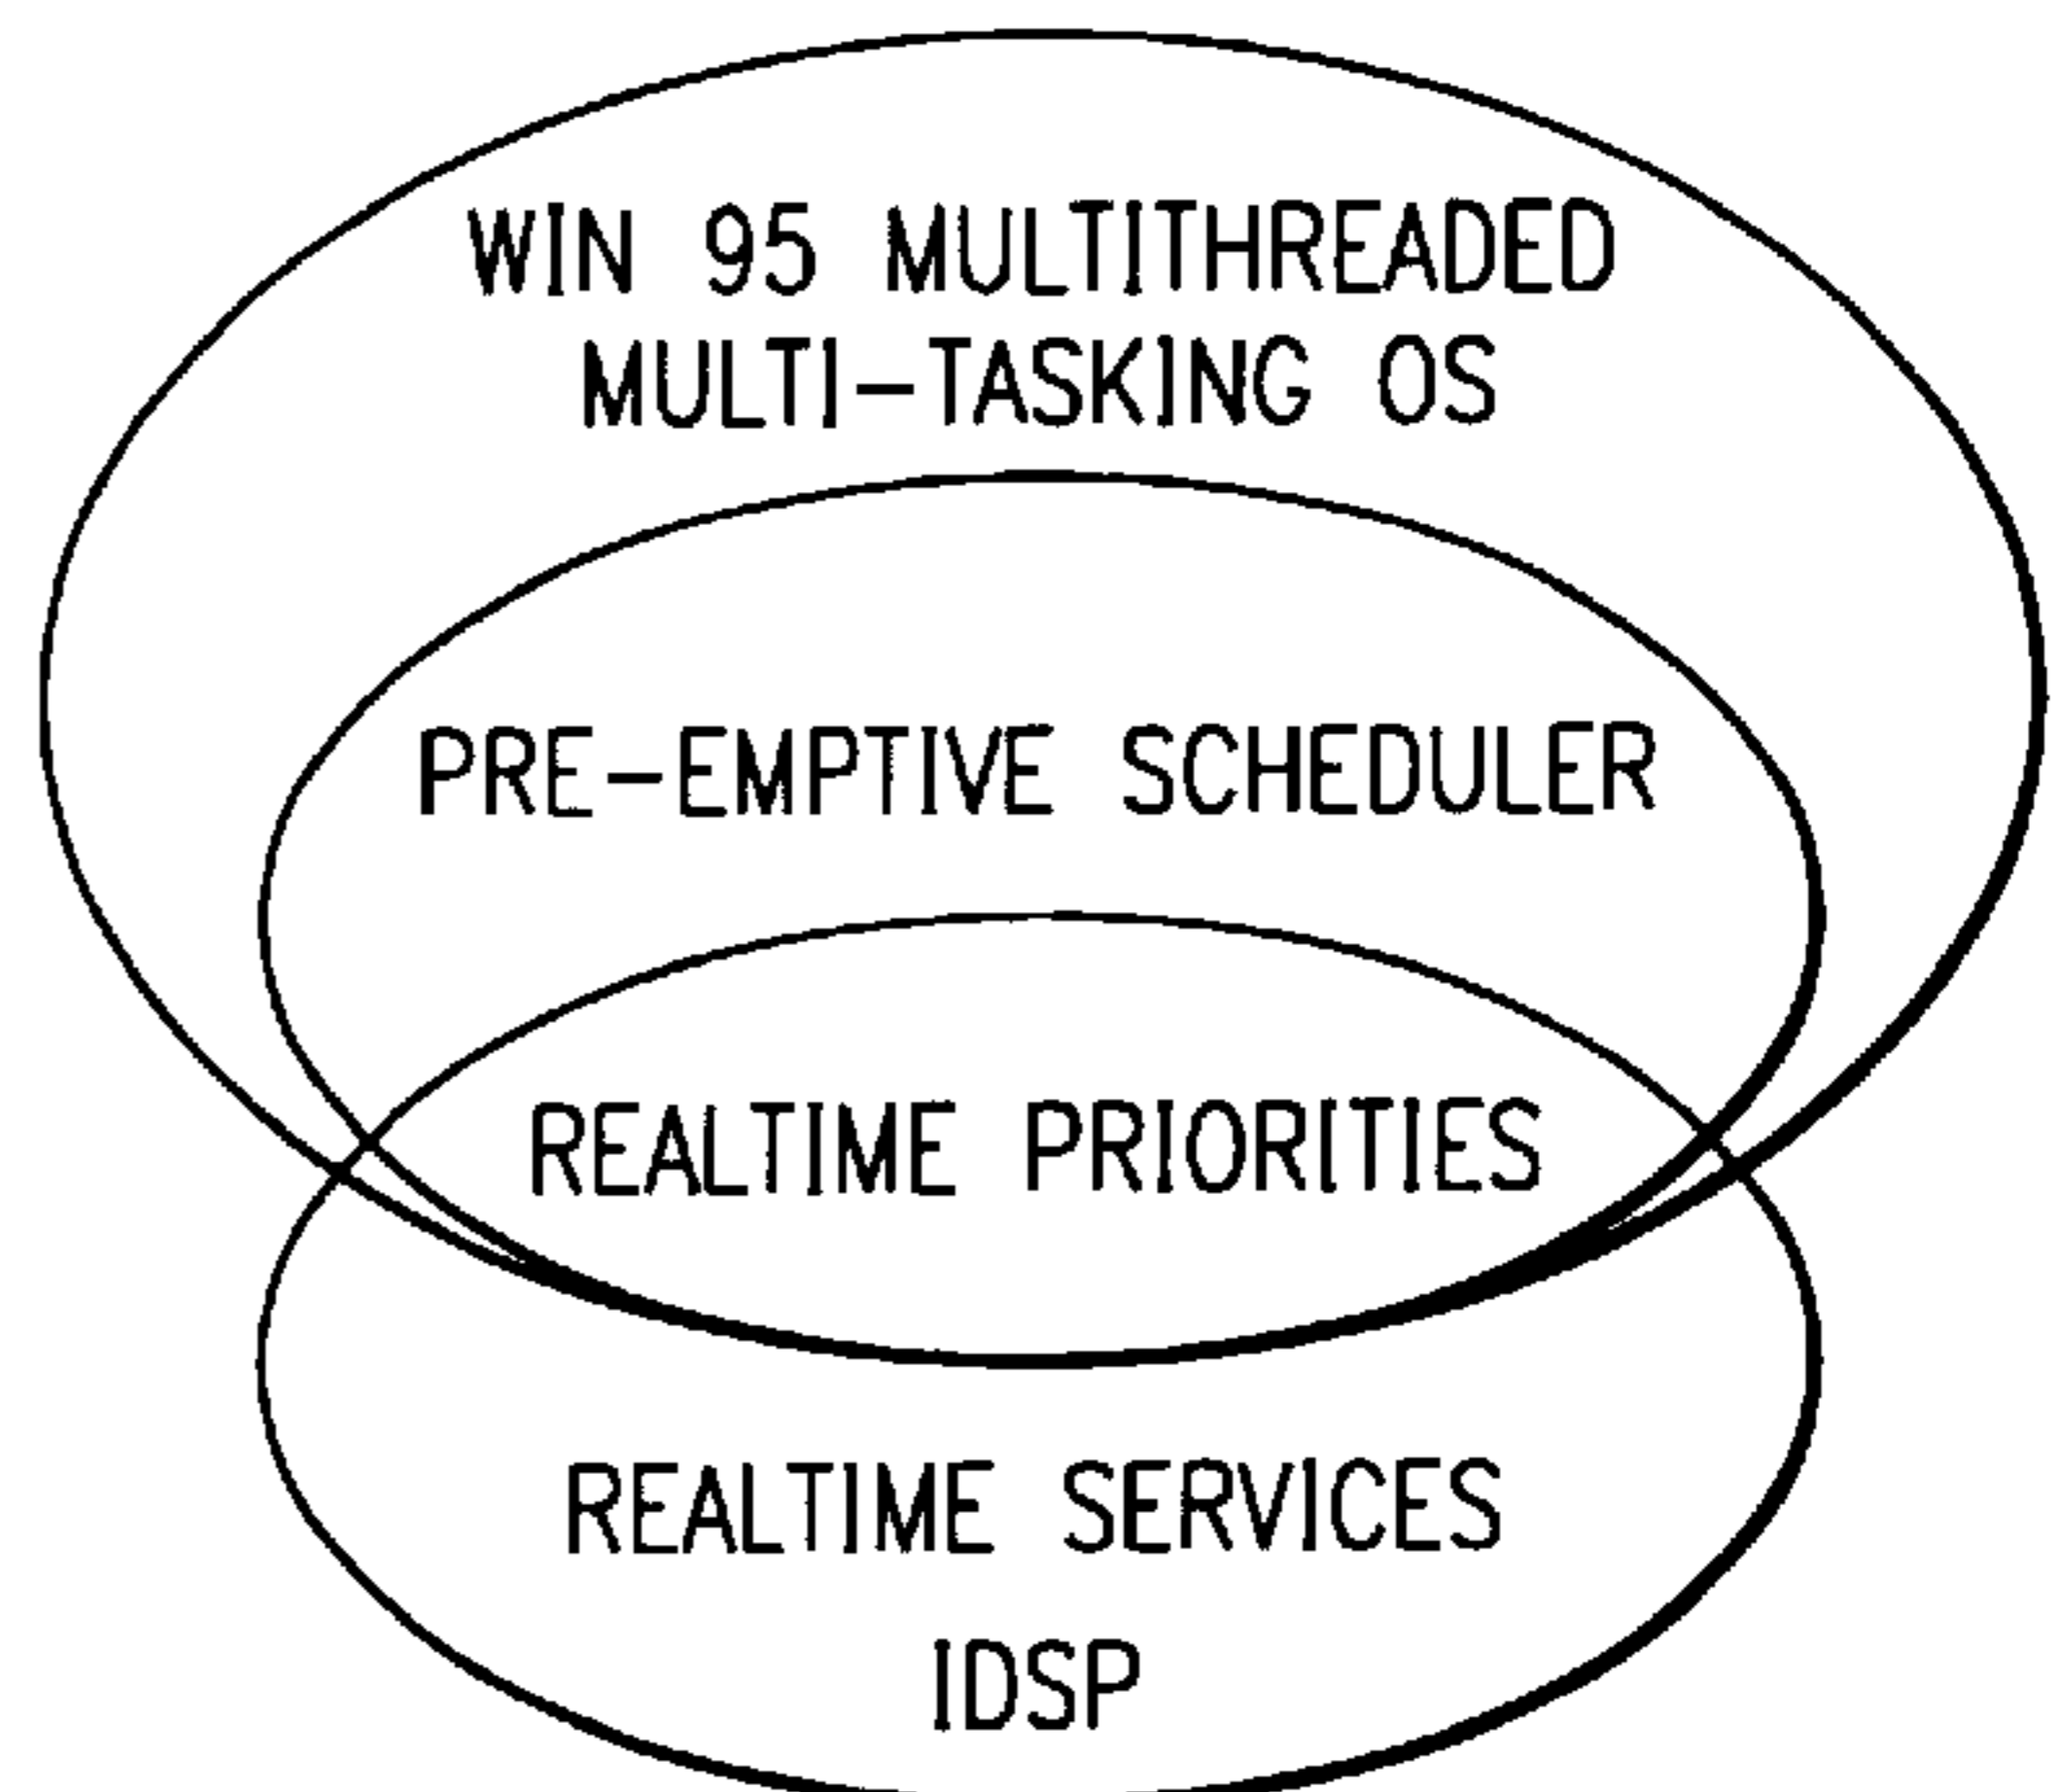 WIN 95 MULTITHREADED
MULTI-TASKING OS
PRE-EMPTIVE SCHEDULER
REALTIME PRIORITIES
REALTIME SERVICES
IDSP